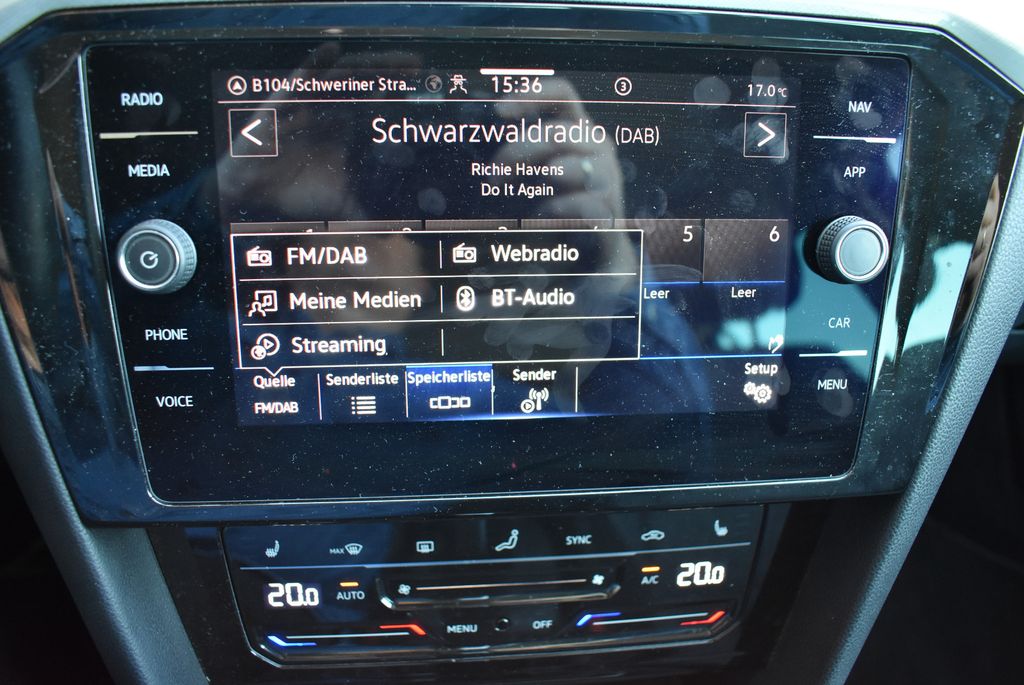 B104/Schweriner Stra... 15:36 3 17.0°C
RADIO
MEDIA
PHONE
VOICE
NAV
APP
CAR
MENU
< Schwarzwaldradio (DAB) >
Richie Havens
Do It Again
5 6
FM/DAB Webradio
Meine Medien BT-Audio
Streaming
Leer Leer
Quelle Senderliste Speicherliste Sender Setup
FM/DAB
MAX SYNC
20.0 AUTO A/C 20.0
MENU OFF